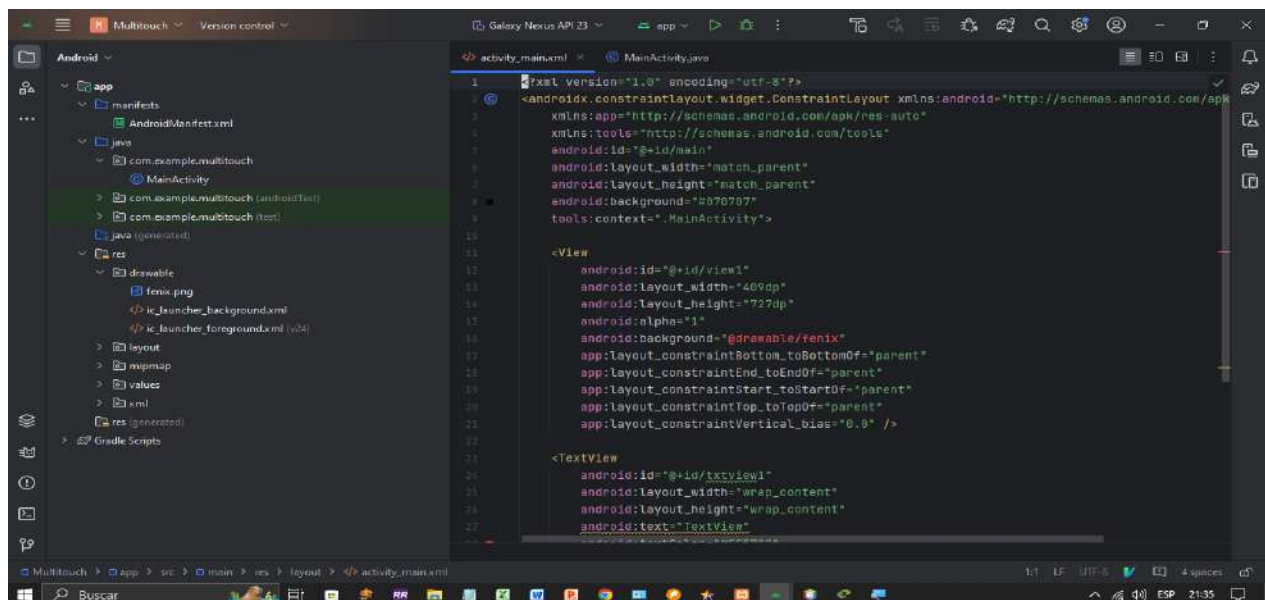 Multitouch
Version control
Galaxy Nexus API 23
app
Android
activity_main.xml
MainActivity.java
app
manifests
AndroidManifest.xml
java
com.example.multitouch
MainActivity
com.example.multitouch (androidTest)
com.example.multitouch (test)
java (generated)
res
drawable
fenix.png
ic_launcher_background.xml
ic_launcher_foreground.xml (v24)
layout
mipmap
values
xml
res (generated)
Gradle Scripts
<?xml version="1.0" encoding="utf-8"?>
<androidx.constraintlayout.widget.ConstraintLayout xmlns:android="http://schemas.android.com/apk
xmlns:app="http://schemas.android.com/apk/res-auto"
xmlns:tools="http://schemas.android.com/tools"
android:id="@+id/main"
android:layout_width="match_parent"
android:layout_height="match_parent"
android:background="#070707"
tools:context=".MainActivity">
<View
android:id="@+id/view1"
android:layout_width="409dp"
android:layout_height="727dp"
android:alpha="1"
android:background="@drawable/fenix"
app:layout_constraintBottom_toBottomOf="parent"
app:layout_constraintEnd_toEndOf="parent"
app:layout_constraintStart_toStartOf="parent"
app:layout_constraintTop_toTopOf="parent"
app:layout_constraintVertical_bias="0.0" />
<TextView
android:id="@+id/txtview1"
android:layout_width="wrap_content"
android:layout_height="wrap_content"
android:text="TextView"
Multitouch > app > src > main > res > layout > activity_main.xml
1:1 LF UTF-8 4 spaces
Buscar
ESP 21:35